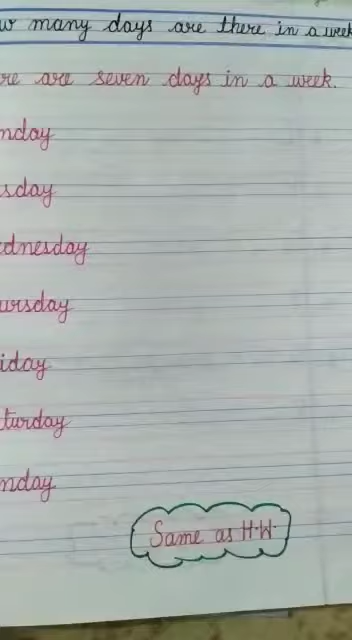 w many days are there in a week
re are seven days in a week.
nday
sday
dnesday
ursday
iday
turday
nday
Same as H.W.